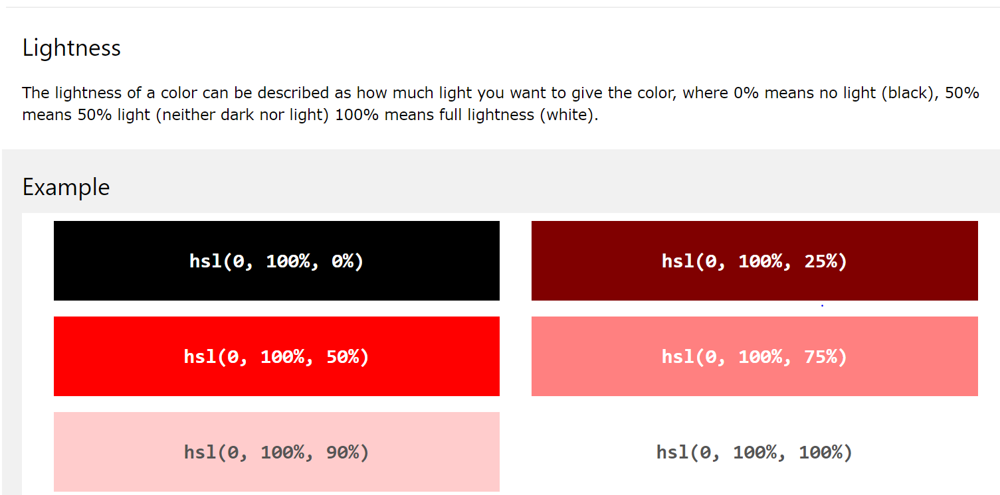 Lightness
The lightness of a color can be described as how much light you want to give the color, where 0% means no light (black), 50%
means 50% light (neither dark nor light) 100% means full lightness (white).
Example
hsl(0, 100%, 0%)
hsl(0, 100%, 25%)
hsl(0, 100%, 50%)
hsl(0, 100%, 75%)
hsl(0, 100%, 90%)
hsl(0, 100%, 100%)